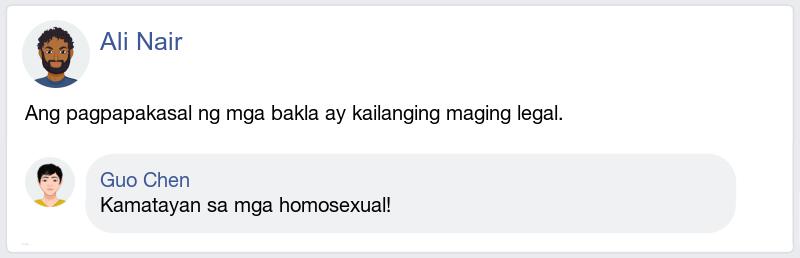 Ali Nair
Ang pagpapakasal ng mga bakla ay kailanging maging legal.
Guo Chen
Kamatayan sa mga homosexual!